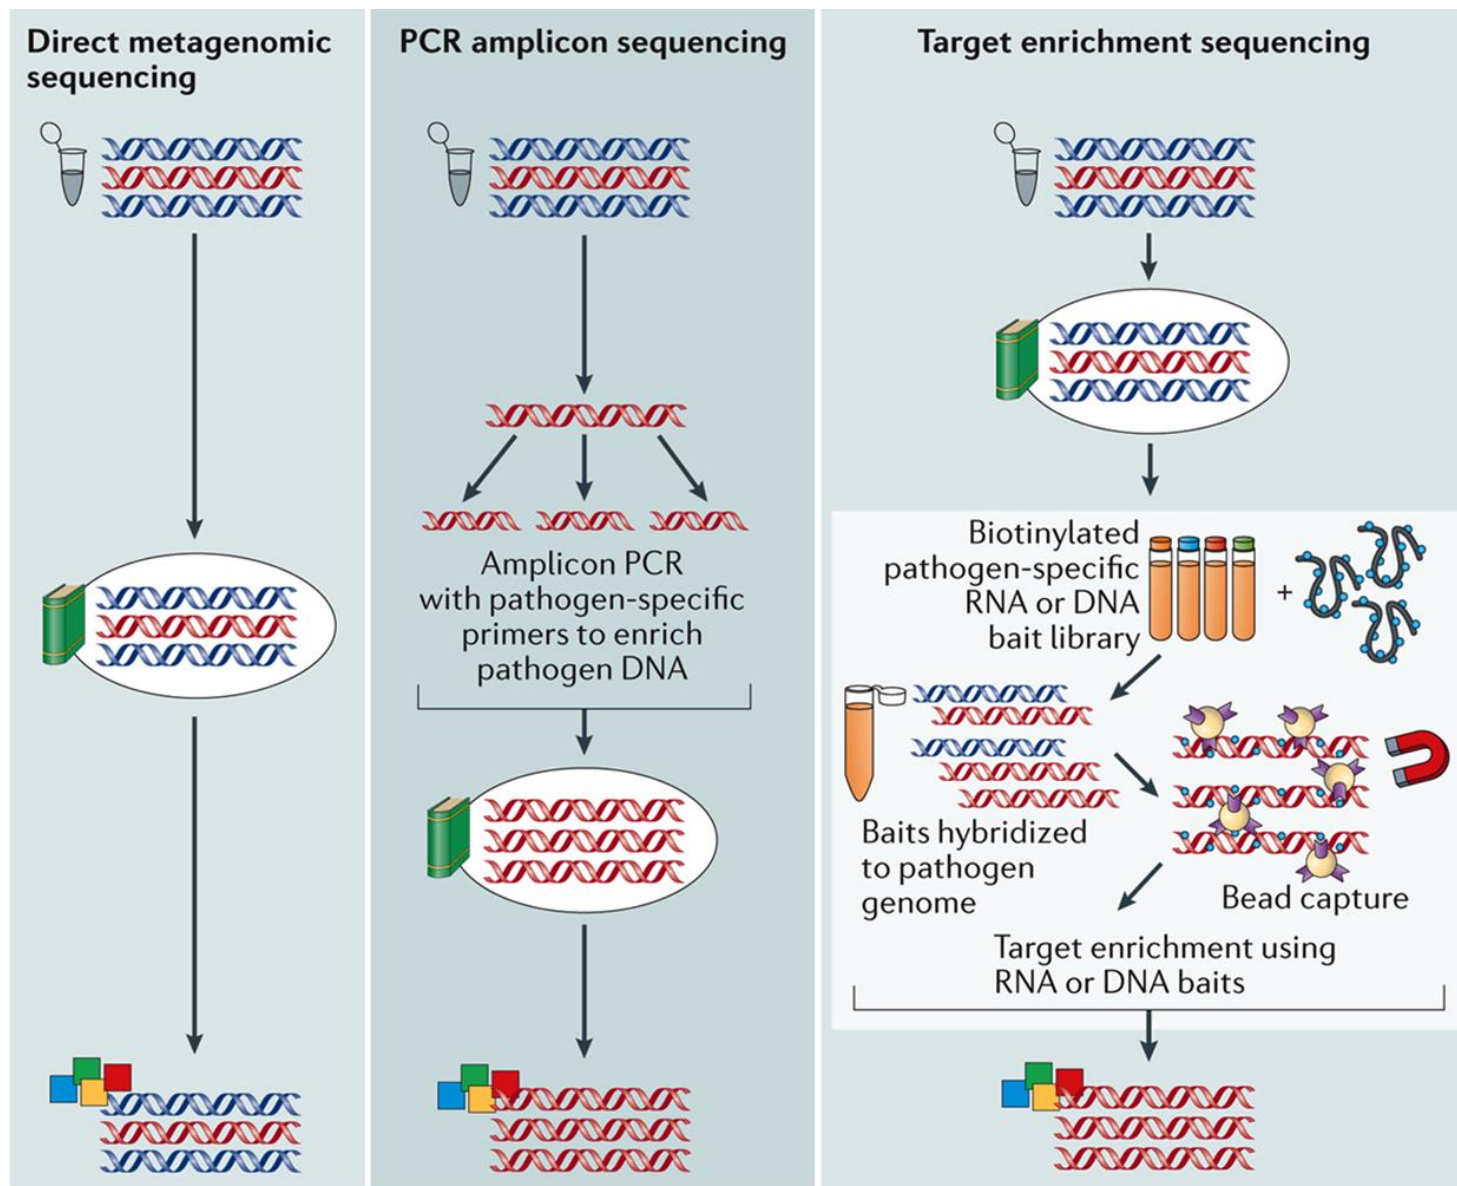 Direct metagenomic
sequencing
PCR amplicon sequencing
Amplicon PCR
with pathogen-specific
primers to enrich
pathogen DNA
Target enrichment sequencing
Biotinylated
pathogen-specific
RNA or DNA
bait library
+
Baits hybridized
to pathogen
genome
Bead capture
Target enrichment using
RNA or DNA baits